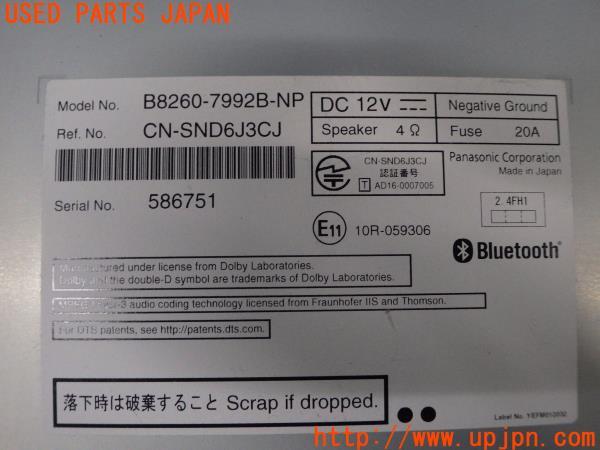 USED PARTS JAPAN
Model No. B8260-7992B-NP
Ref. No. CN-SND6J3CJ
DC 12V
Negative Ground
Speaker 4 Ω
Fuse 20A
Serial No. 586751
CN-SND6J3CJ
認証番号
T AD16-0007005
Panasonic Corporation
Made in Japan
2.4FH1
E11 10R-059306
Bluetooth®
Manufactured under license from Dolby Laboratories.
Dolby and the double-D symbol are trademarks of Dolby Laboratories.
MPEG Layer-3 audio coding technology licensed from Fraunhofer IIS and Thomson.
For DTS patents, see http://patents.dts.com.
落下時は破棄すること Scrap if dropped.
Label No.
http://www.upjpn.com/